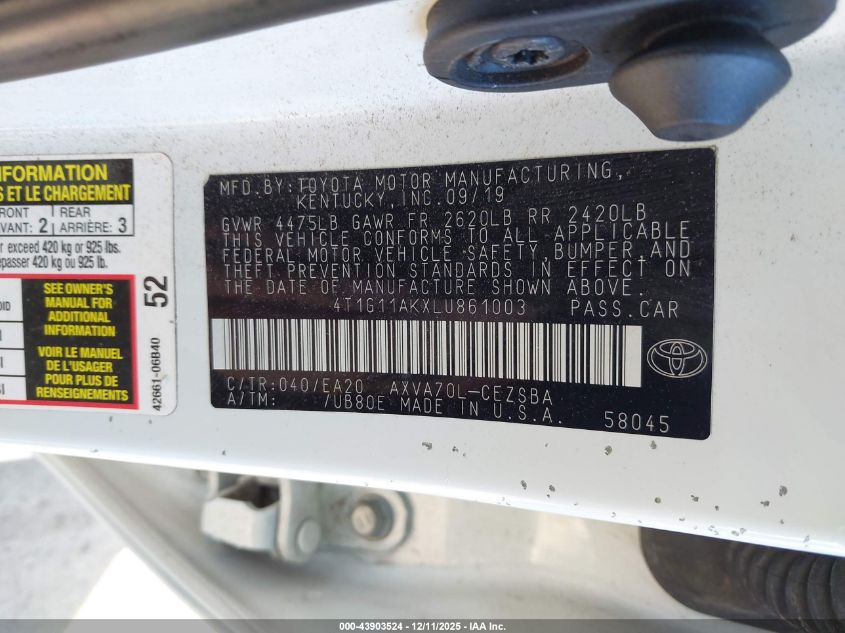 INFORMATION
S ET LE CHARGEMENT
FRONT
AVANT: 2
REAR
ARRIÈRE: 3
exceed 420 kg or 925 lbs.
passer 420 kg ou 925 lb.
SEE OWNER'S
MANUAL FOR
ADDITIONAL
INFORMATION
VOIR LE MANUEL
DE L'USAGER
POUR PLUS DE
RENSEIGNEMENTS
52
42661-06B40
MFD.BY:TOYOTA MOTOR MANUFACTURING,
KENTUCKY, INC.09/19
GVWR 4475LB GAWR FR 2620LB RR 2420LB
THIS VEHICLE CONFORMS TO ALL APPLICABLE
FEDERAL MOTOR VEHICLE SAFETY,BUMPER,AND
THEFT PREVENTION STANDARDS IN EFFECT ON
THE DATE OF MANUFACTURE SHOWN ABOVE.
4T1G11AKXLU861003 PASS.CAR
C/TR:040/EA20 AXVA70L-CEZSBA
A/TM: /UB80E MADE IN U.S.A.
58045
000-43903524 - 12/11/2025 - IAA Inc.